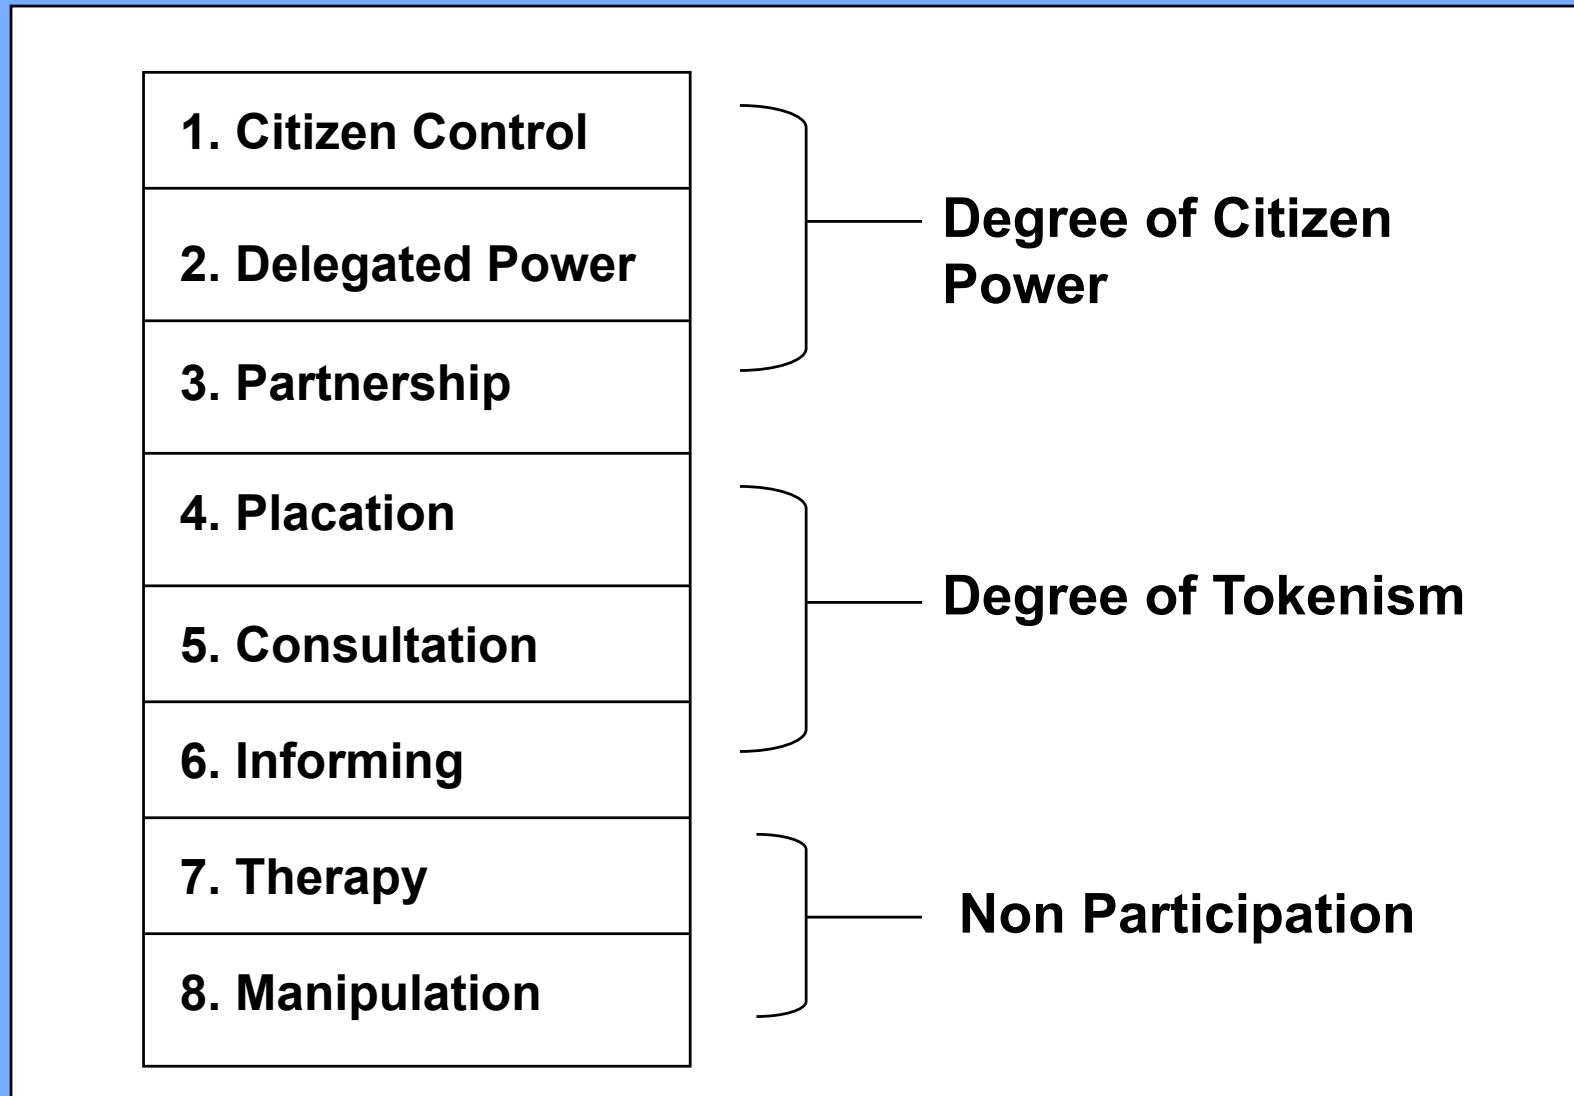 1. Citizen Control
2. Delegated Power
3. Partnership
4. Placation
5. Consultation
6. Informing
7. Therapy
8. Manipulation
Degree of Citizen
Power
Degree of Tokenism
Non Participation